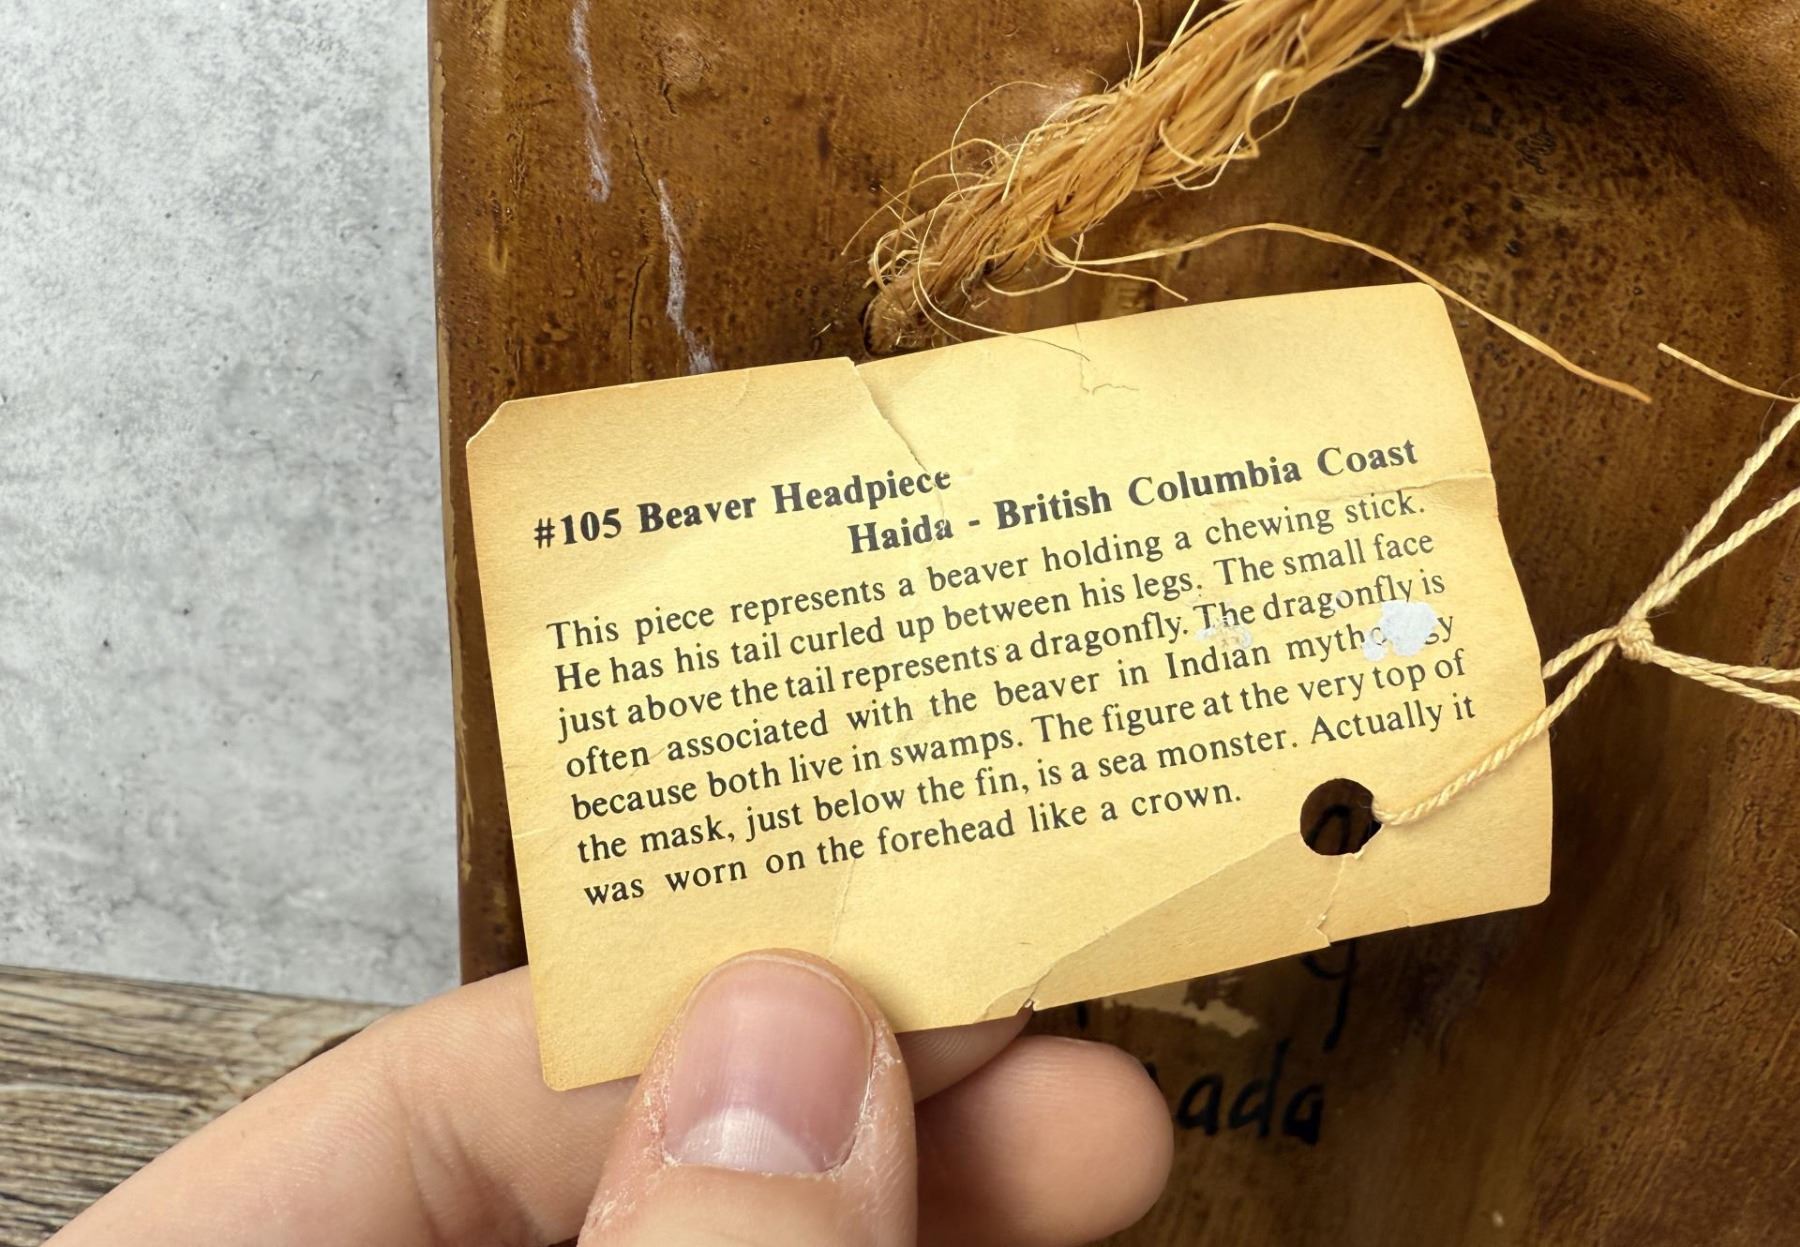 #105 Beaver Headpiece
Haida - British Columbia Coast
This piece represents a beaver holding a chewing stick.
He has his tail curled up between his legs. The small face
just above the tail represents a dragonfly. The dragonfly is
often associated with the beaver in Indian mythology
because both live in swamps. The figure at the very top of
the mask, just below the fin, is a sea monster. Actually it
was worn on the forehead like a crown.